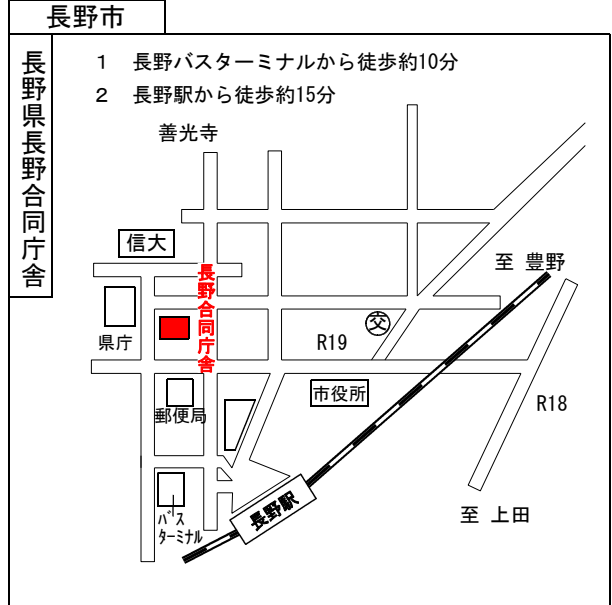 長野市
長野県長野合同庁舎
1 長野バスターミナルから徒歩約10分
2 長野駅から徒歩約15分
善光寺
信大
長野合同庁舎
至 豊野
県庁
交
R19
市役所
郵便局
R18
バス
ターミナル
長野駅
至 上田